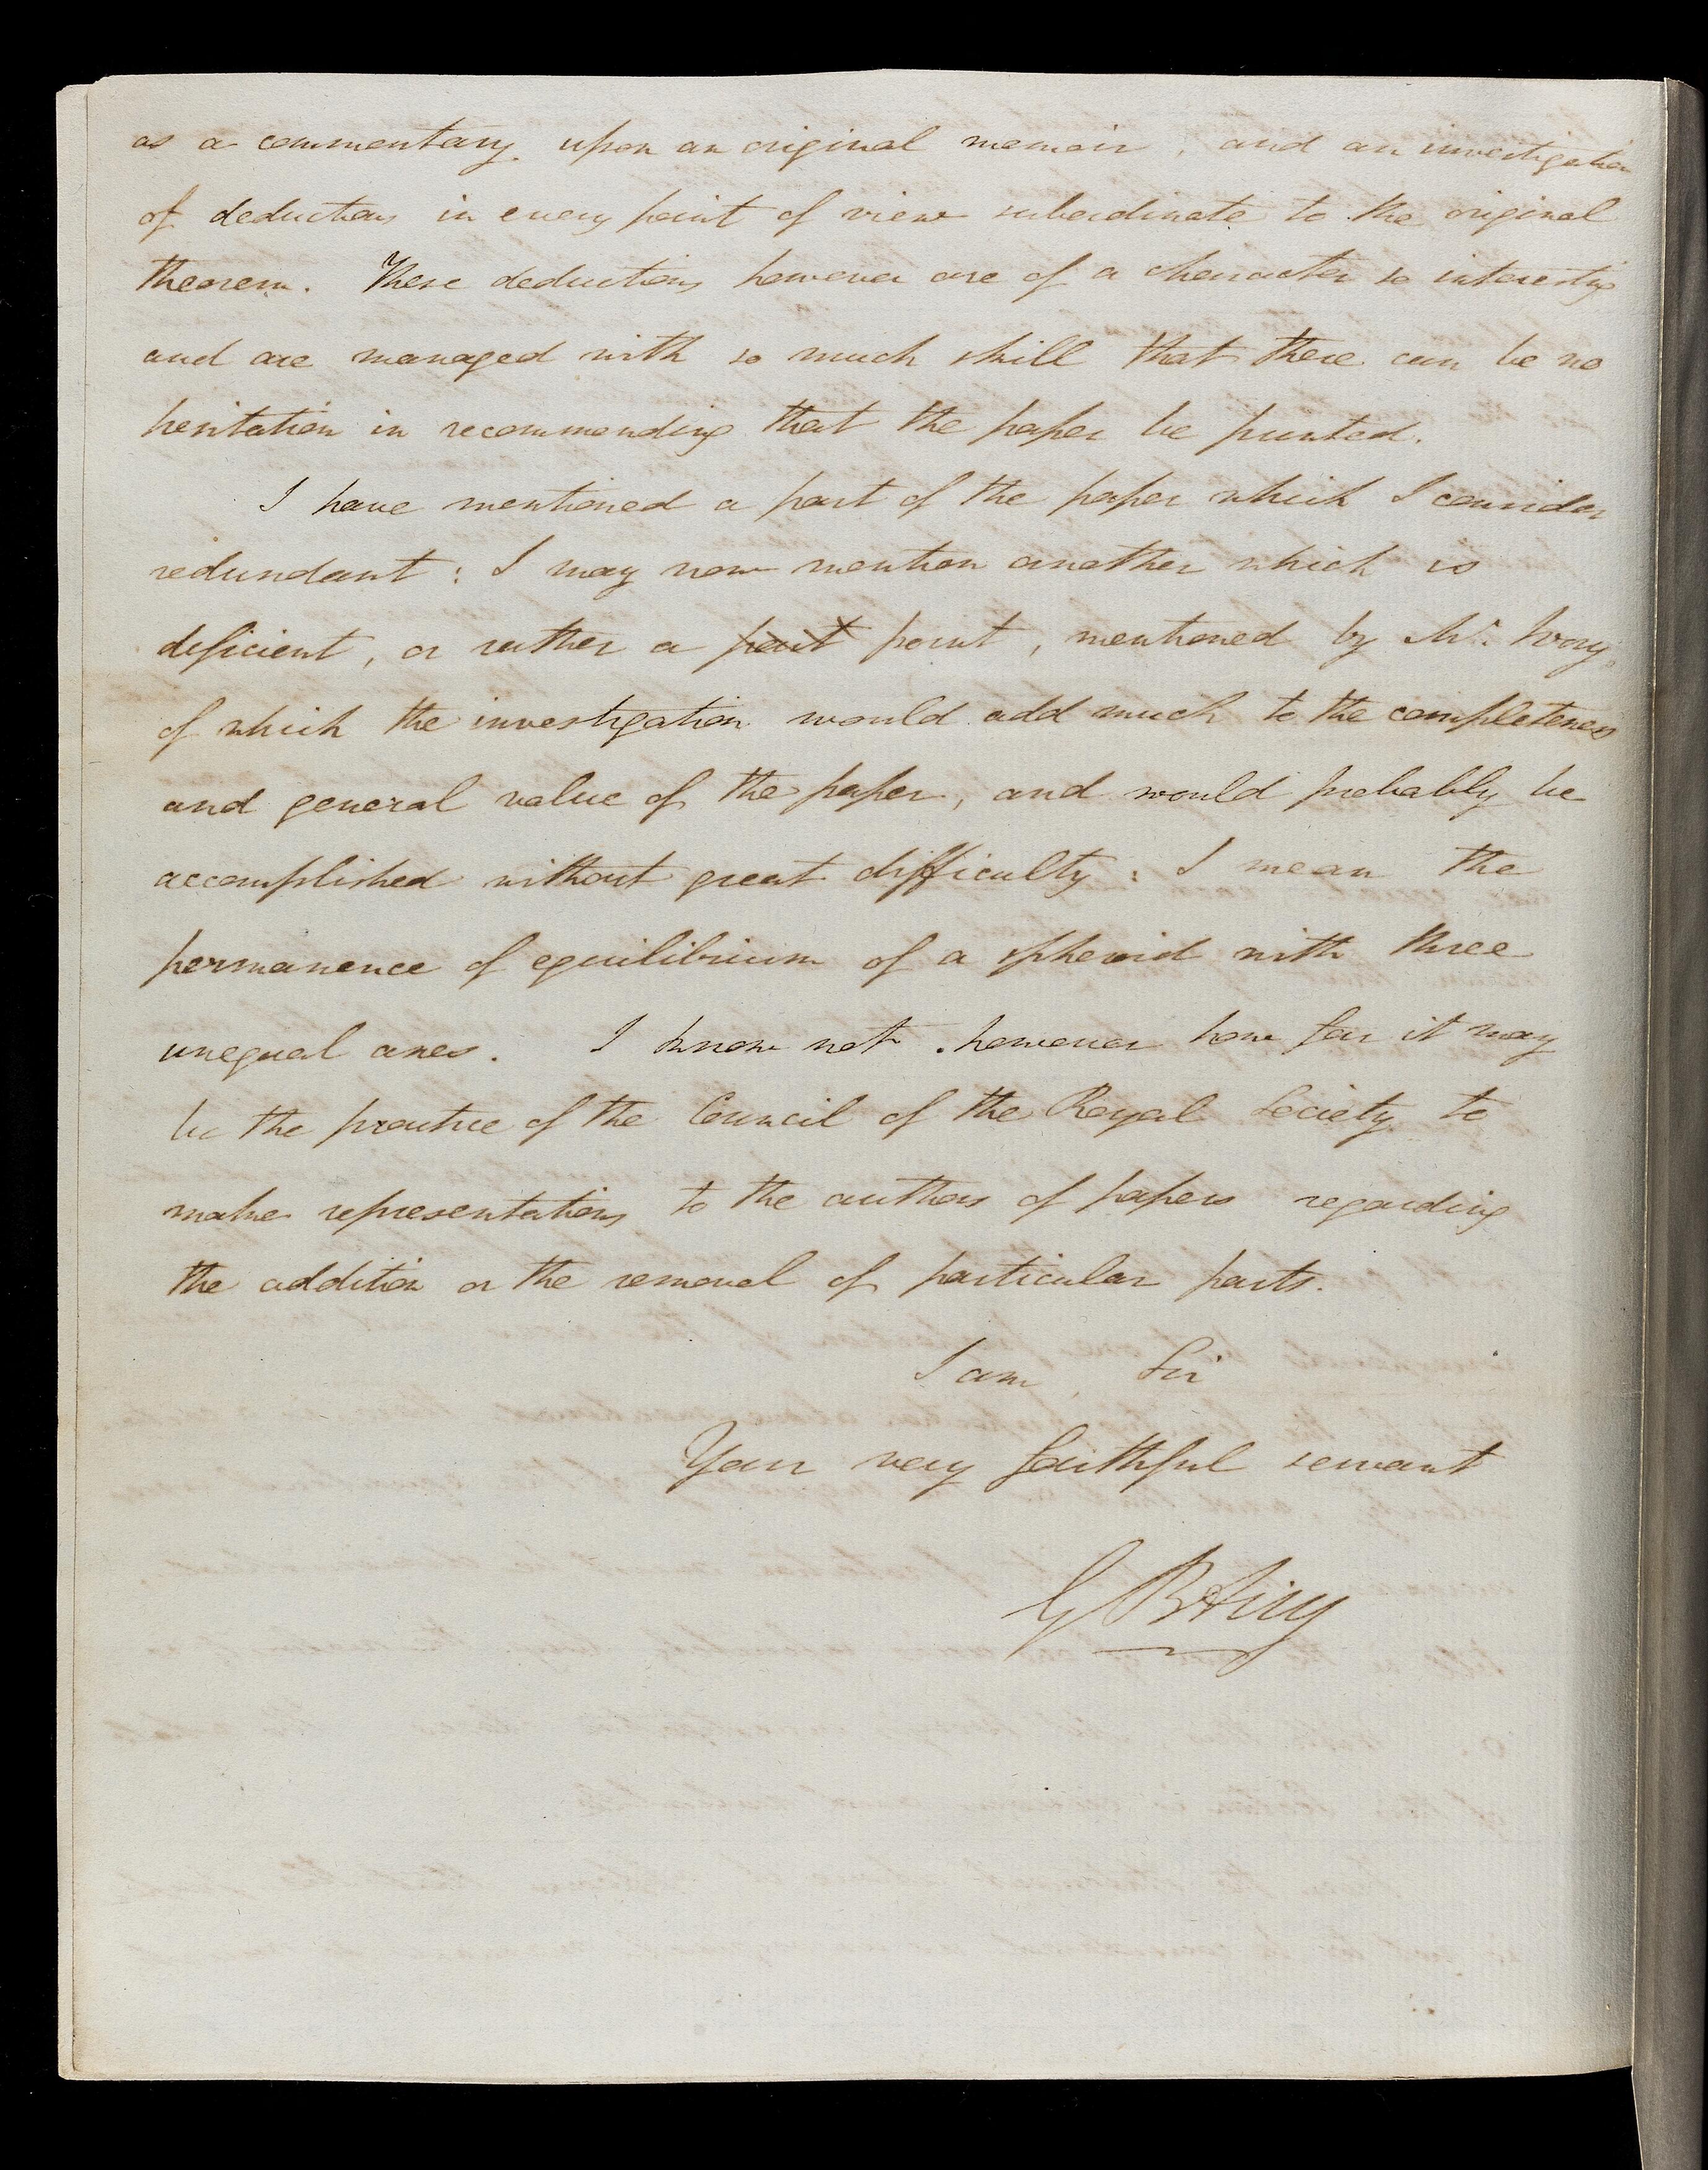 as a commentary upon an original memoir, and an investigation
of deductions in every point of view subordinate to the original
theorem. These deductions however are of a character so interesting
and are managed with so much skill that there can be no
hesitation in recommending that the paper be printed.
I have mentioned a part of the paper which I consider
redundant: I may now mention another which is
deficient, or rather a point, mentioned by Mr. Ivory,
of which the investigation would add much to the completeness
and general value of the paper, and would probably be
accomplished without great difficulty: I mean the
permanence of equilibrium of a spheroid with three
unequal axes. I know not however how far it may
be the practice of the Council of the Royal Society to
make representations to the authors of papers regarding
the addition or the removal of particular parts.
I am, Sir
Your very faithful servant
G B Airy